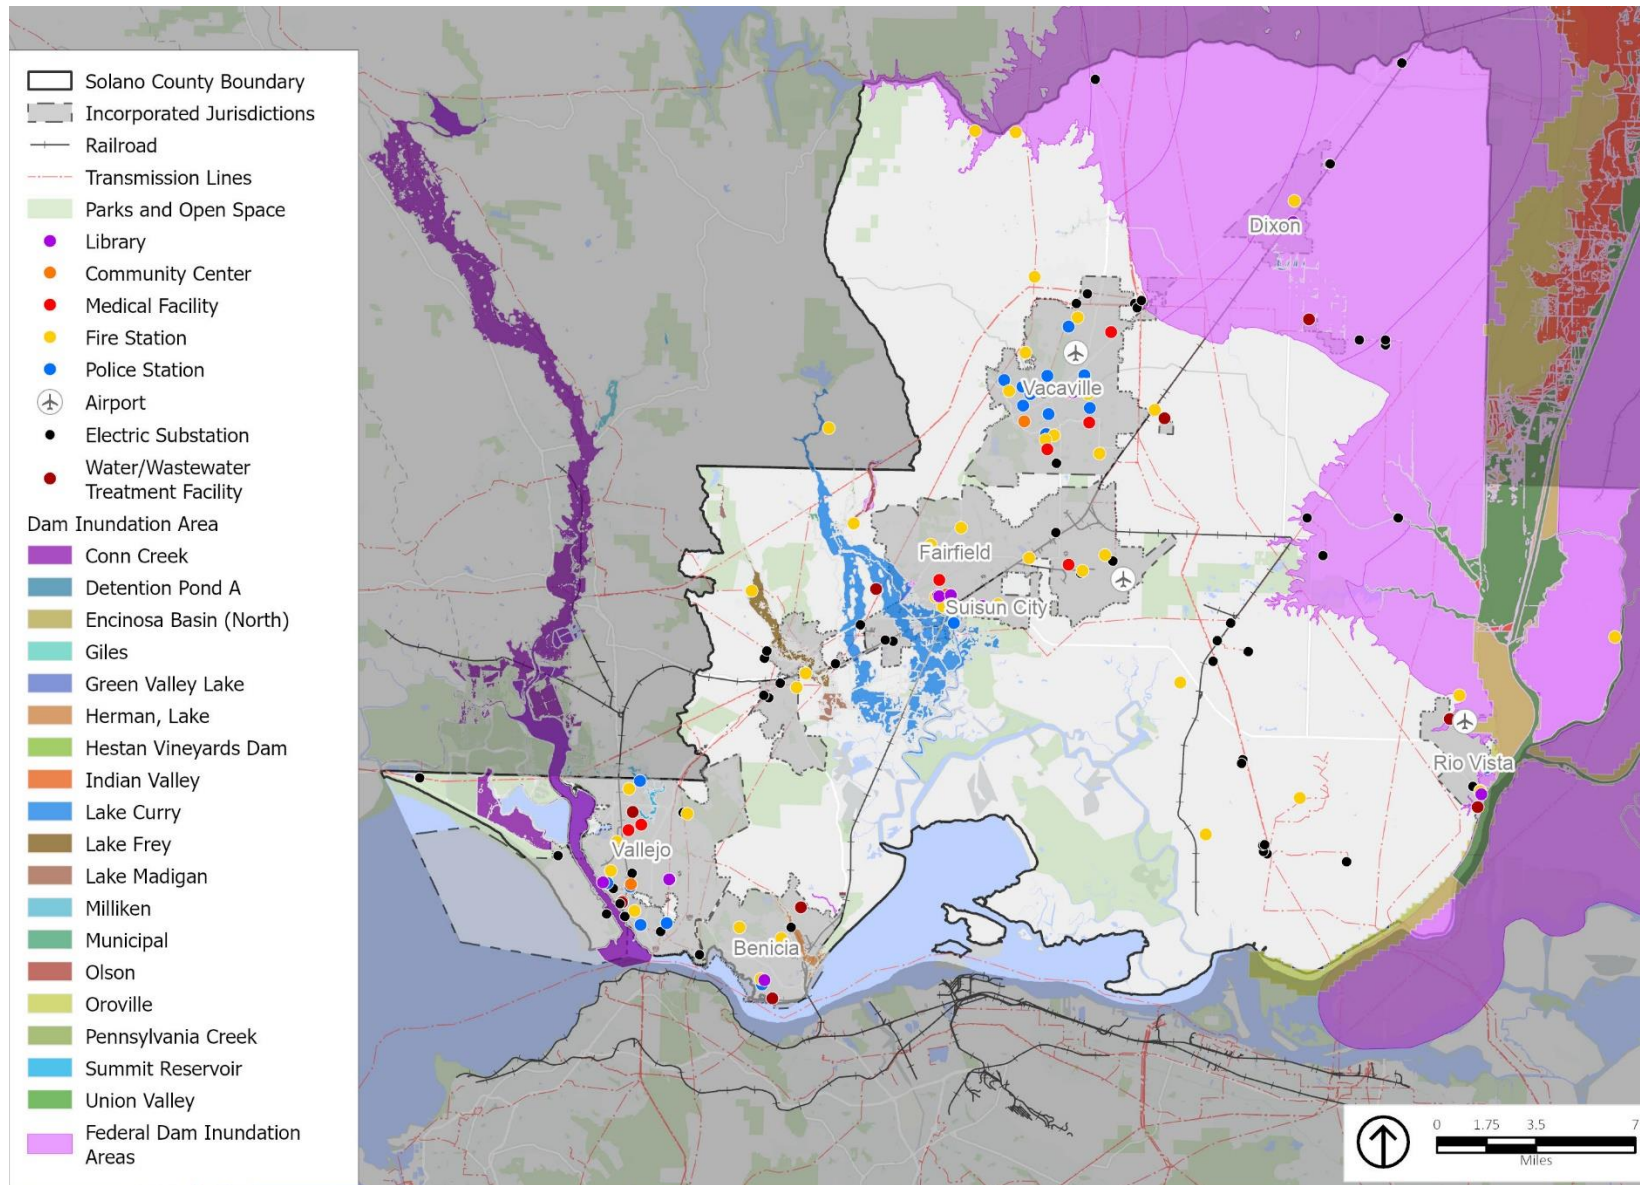 Solano County Boundary
Incorporated Jurisdictions
Railroad
Transmission Lines
Parks and Open Space
Library
Community Center
Medical Facility
Fire Station
Police Station
Airport
Electric Substation
Water/Wastewater
Treatment Facility
Dam Inundation Area
Conn Creek
Detention Pond A
Encinosa Basin (North)
Giles
Green Valley Lake
Herman, Lake
Hestan Vineyards Dam
Indian Valley
Lake Curry
Lake Frey
Lake Madigan
Milliken
Municipal
Olson
Oroville
Pennsylvania Creek
Summit Reservoir
Union Valley
Federal Dam Inundation
Areas
Dixon
Vacaville
Fairfield
Suisun City
Rio Vista
Vallejo
Benicia
0 1.75 3.5 7
Miles